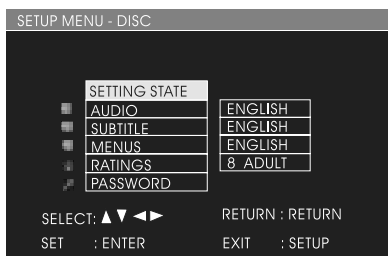 SETUP MENU - DISC
SETTING STATE
AUDIO ENGLISH
SUBTITLE ENGLISH
MENUS ENGLISH
RATINGS 8 ADULT
PASSWORD
SELECT: ▲ ▼ ◄► RETURN : RETURN
SET : ENTER EXIT : SETUP